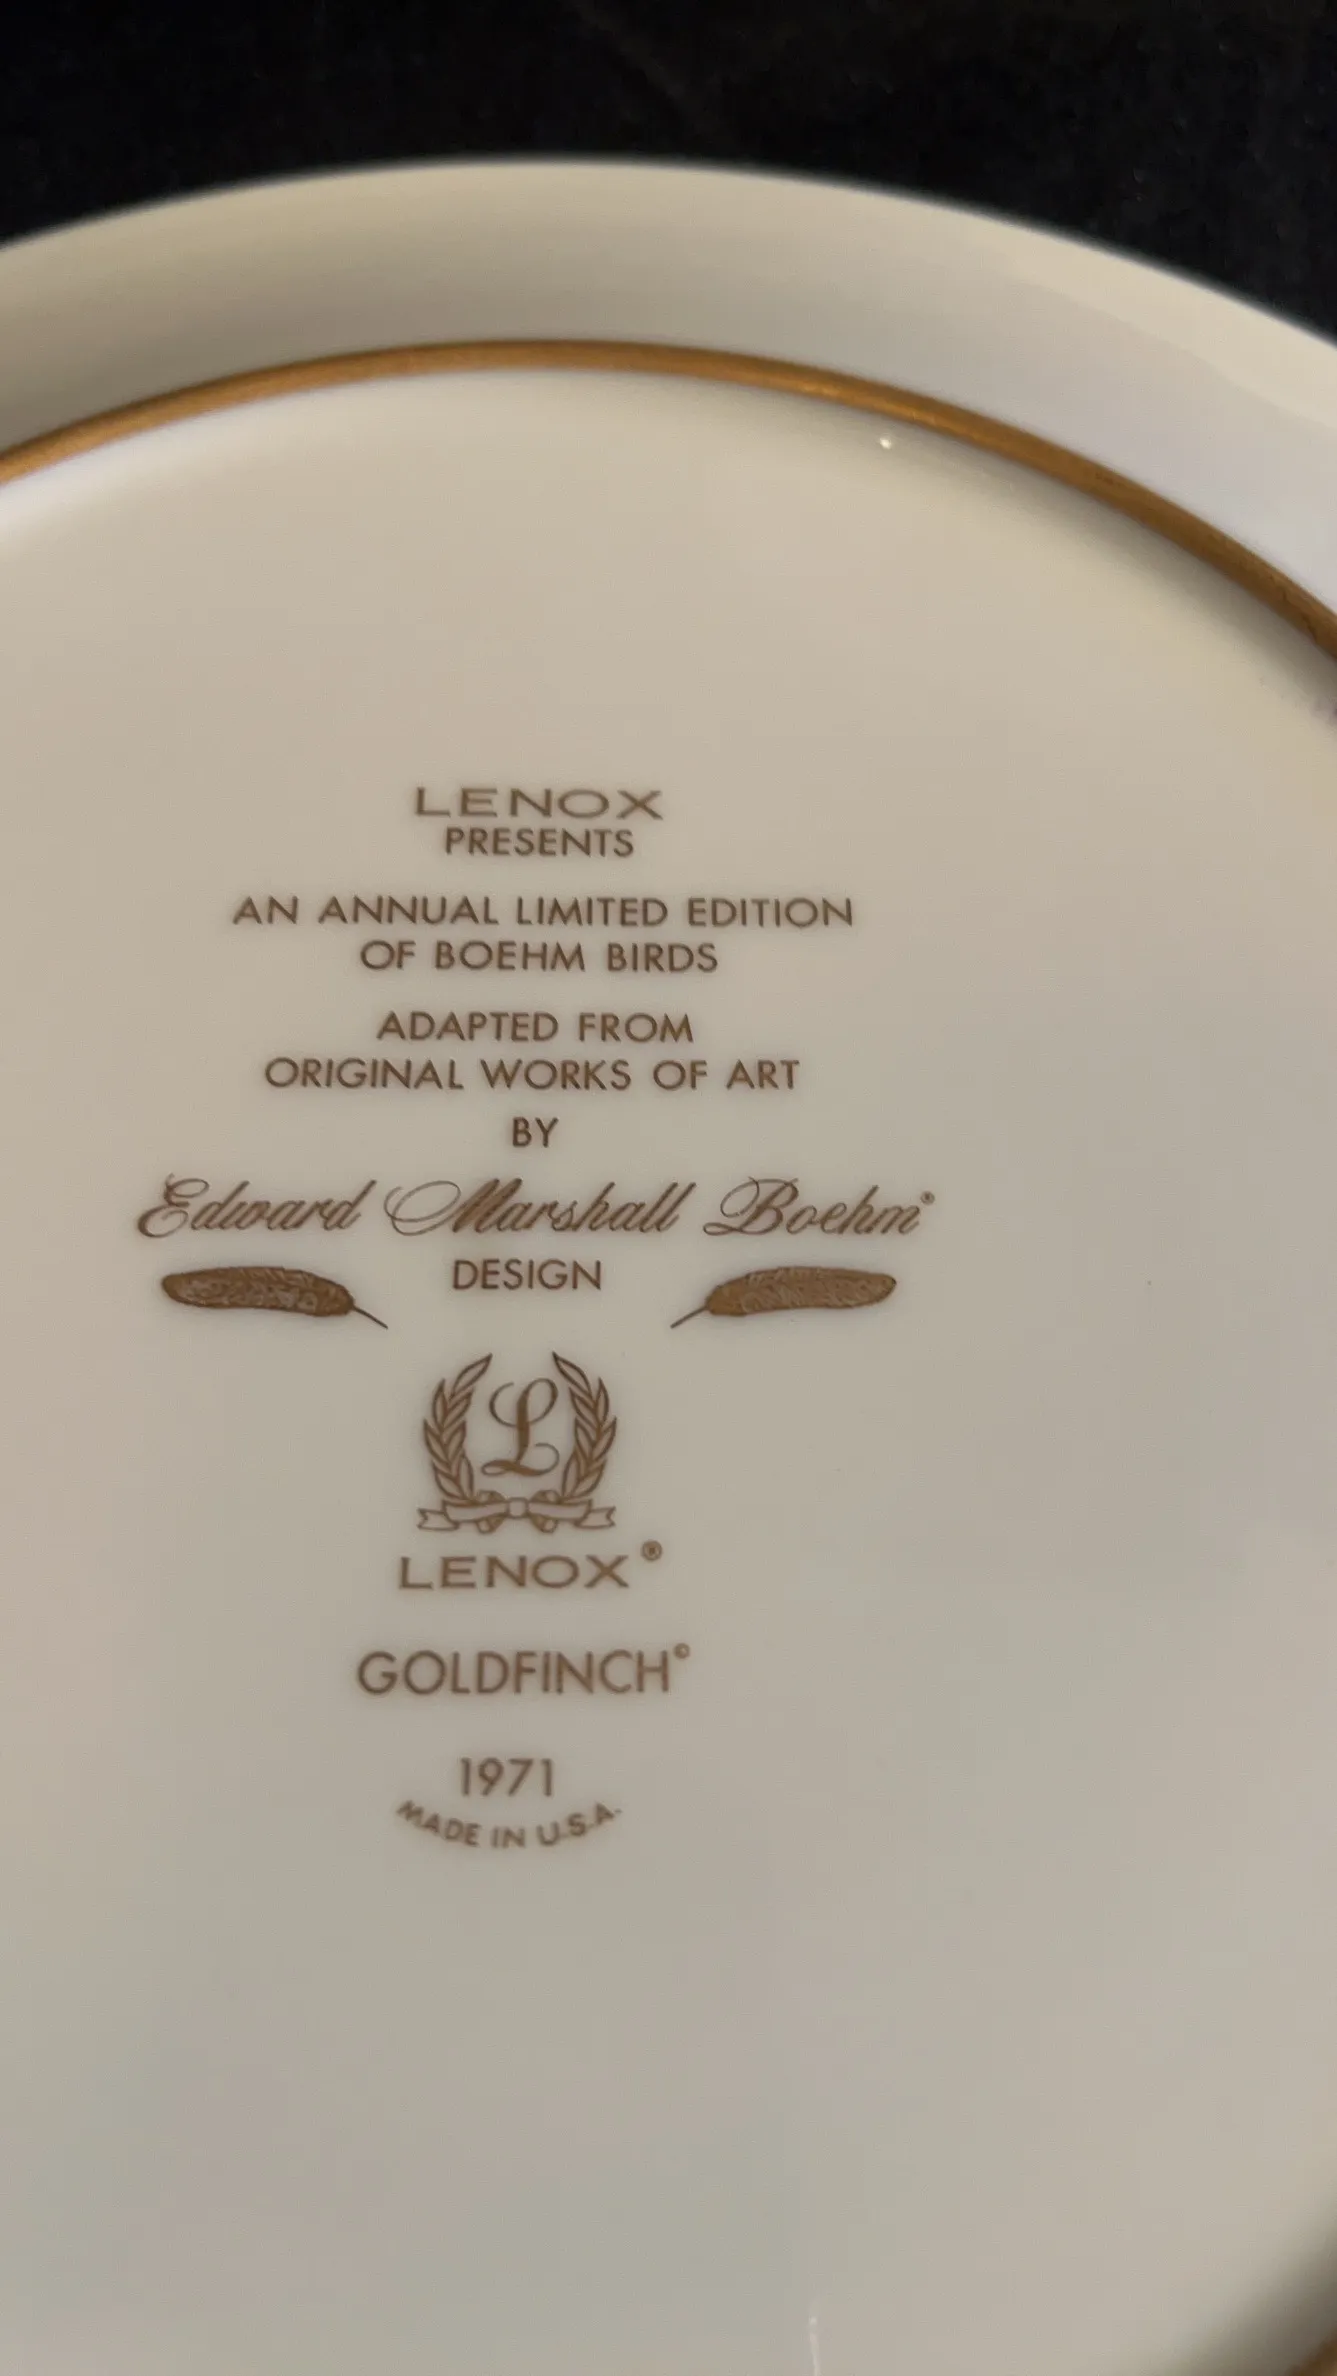 LENOX
PRESENTS
AN ANNUAL LIMITED EDITION
OF BOEHM BIRDS
ADAPTED FROM
ORIGINAL WORKS OF ART
BY
Edward Marshall Boehm®
DESIGN
L
LENOX®
GOLDFINCH©
1971
MADE IN U.S.A.